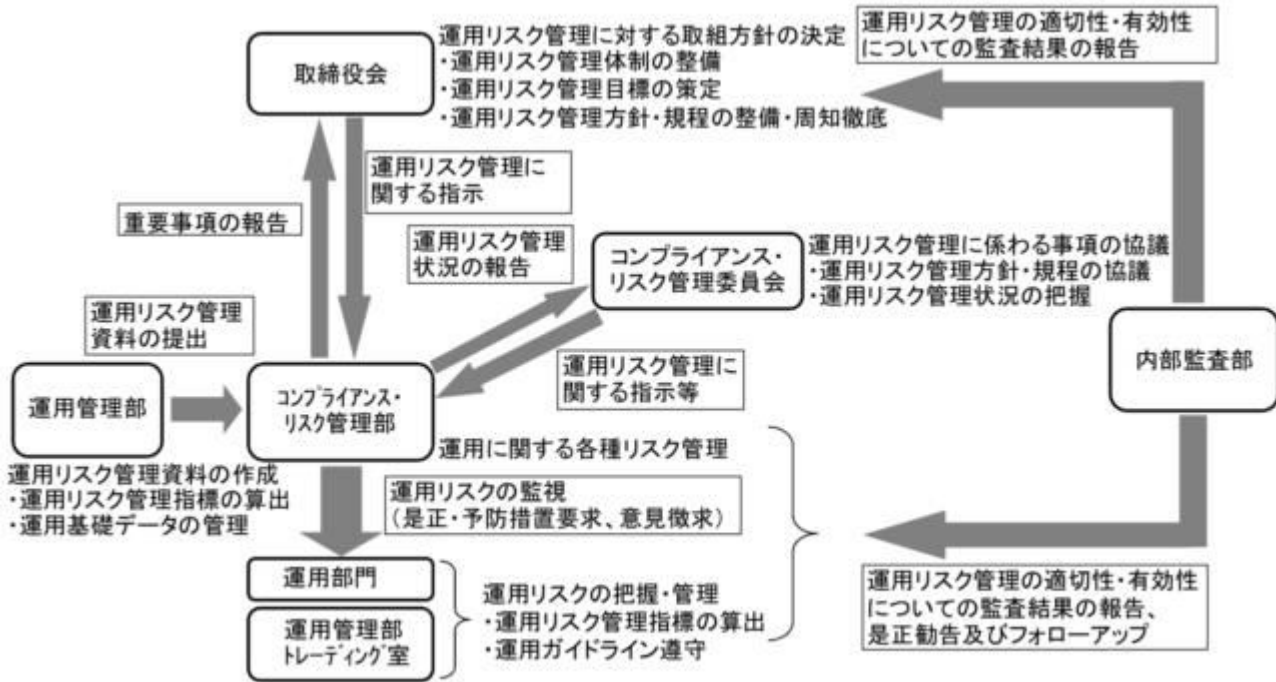 取締役会
運用リスク管理に対する取組方針の決定
・運用リスク管理体制の整備
・運用リスク管理目標の策定
・運用リスク管理方針・規程の整備・周知徹底
運用リスク管理の適切性・有効性
についての監査結果の報告
運用リスク管理に
関する指示
重要事項の報告
運用リスク管理
状況の報告
コンプライアンス・
リスク管理委員会
運用リスク管理に係わる事項の協議
・運用リスク管理方針・規程の協議
・運用リスク管理状況の把握
運用リスク管理
資料の提出
運用リスク管理に
関する指示等
内部監査部
運用管理部
コンプライアンス・
リスク管理部
運用に関する各種リスク管理
運用リスク管理資料の作成
・運用リスク管理指標の算出
・運用基礎データの管理
運用リスクの監視
(是正・予防措置要求、意見徴求)
運用部門
運用管理部
トレーディング室
運用リスクの把握・管理
・運用リスク管理指標の算出
・運用ガイドライン遵守
運用リスク管理の適切性・有効性
についての監査結果の報告、
是正勧告及びフォローアップ